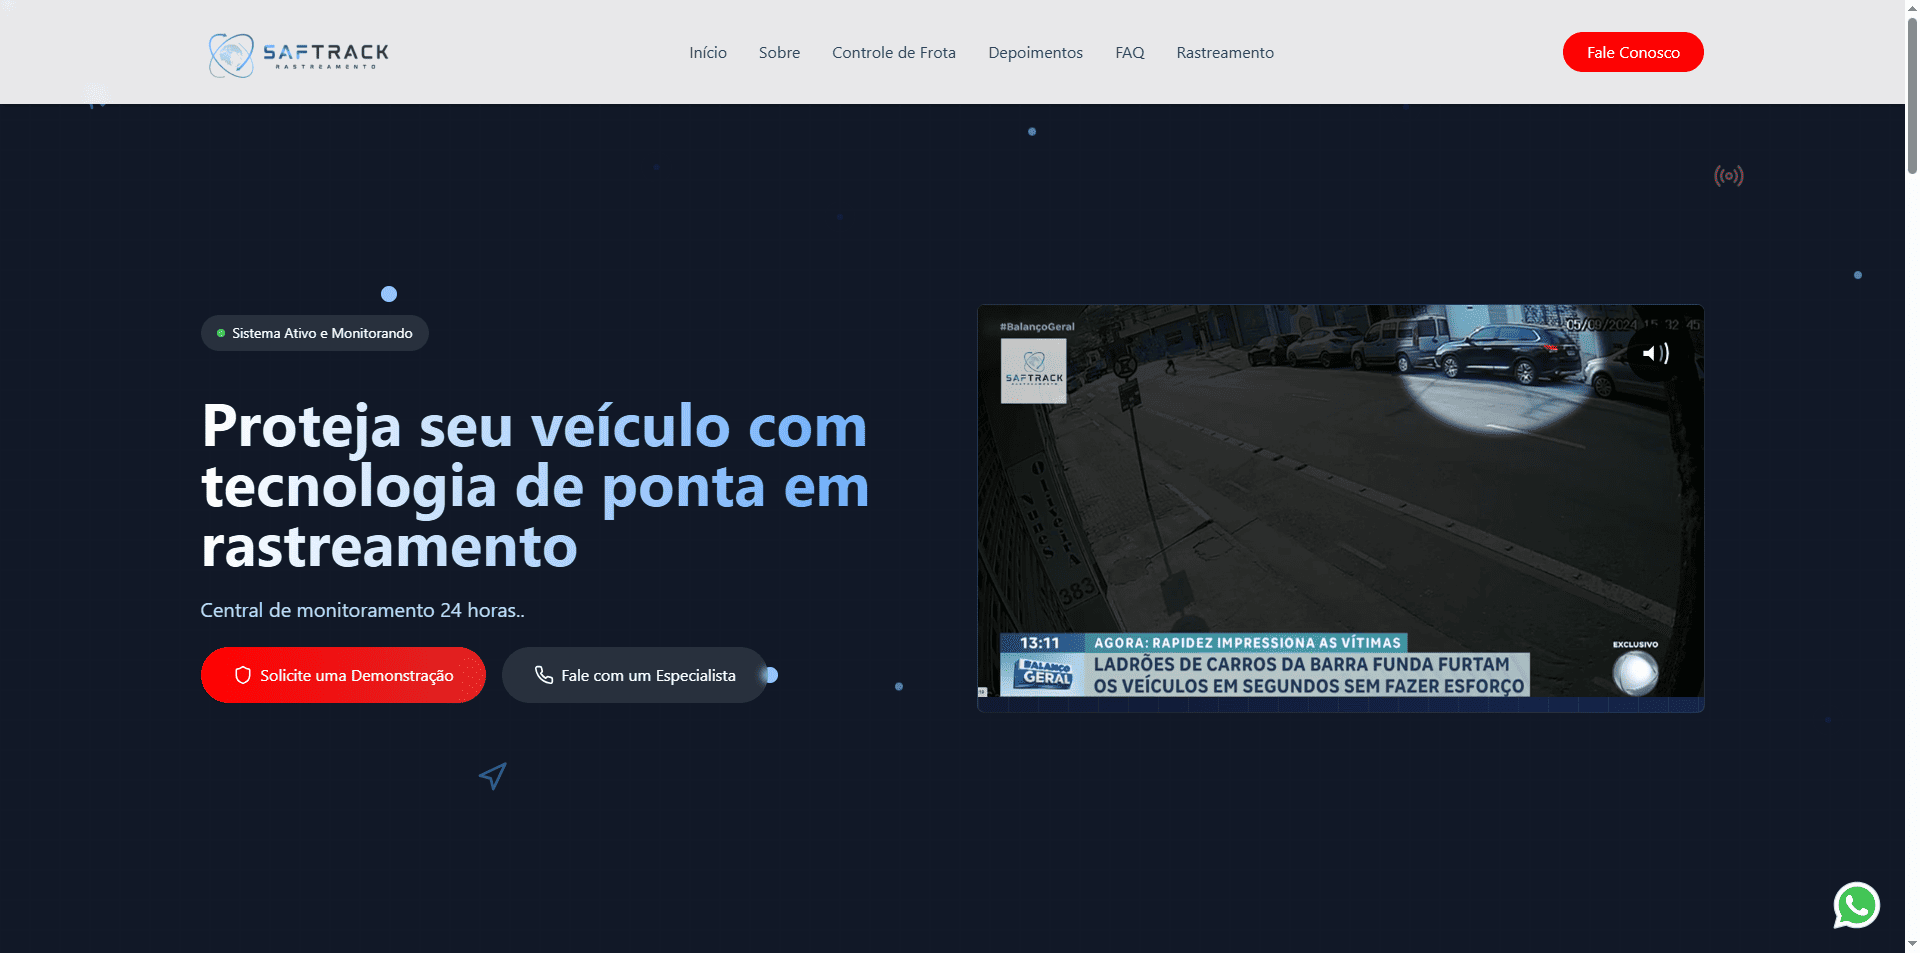 SAFTRACK
RASTREAMENTO
Início
Sobre
Controle de Frota
Depoimentos
FAQ
Rastreamento
Fale Conosco
Sistema Ativo e Monitorando
Proteja seu veículo com
tecnologia de ponta em
rastreamento
Central de monitoramento 24 horas..
Solicite uma Demonstração
Fale com um Especialista
#BalançoGeral
05/09/2024 15 32 45
SAFTRACK
RASTREAMENTO
383
13:11
AGORA: RAPIDEZ IMPRESSIONA AS VÍTIMAS
BALANÇO
GERAL
LADRÕES DE CARROS DA BARRA FUNDA FURTAM
OS VEÍCULOS EM SEGUNDOS SEM FAZER ESFORÇO
EXCLUSIVO